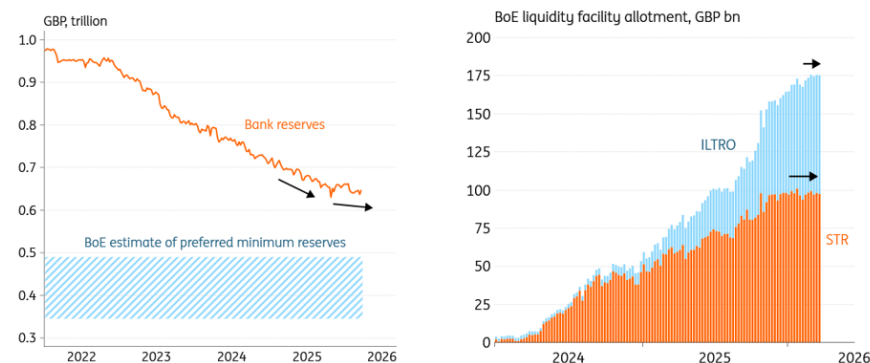 GBP, trillion
1.0
0.9
0.8
0.7
0.6
0.5
0.4
0.3
Bank reserves
BoE estimate of preferred minimum reserves
2022 2023 2024 2025 2026
BoE liquidity facility allotment, GBP bn
200
175
150
125
100
75
50
25
0
ILTRO
STR
2024 2025 2026